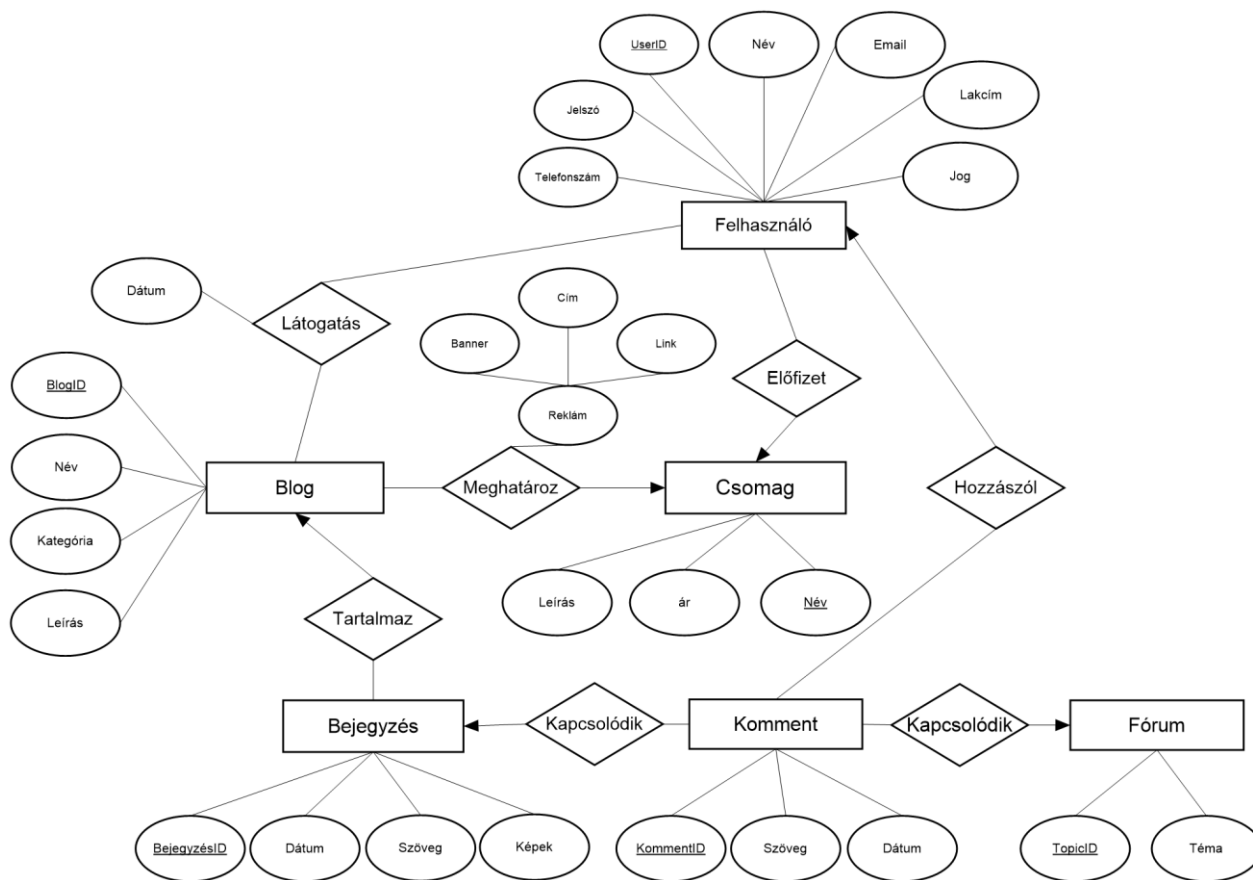 UserID
Név
Email
Lakcím
Jelszó
Telefonszám
Jog
Felhasználó
Dátum
Látogatás
Cím
Banner
Link
Reklám
Előfizet
BlogID
Név
Kategória
Leírás
Blog
Meghatároz
Csomag
Hozzászól
Leírás
ár
Név
Tartalmaz
Bejegyzés
Kapcsolódik
Komment
Kapcsolódik
Fórum
BejegyzésID
Dátum
Szöveg
Képek
KommentID
Szöveg
Dátum
TopicID
Téma